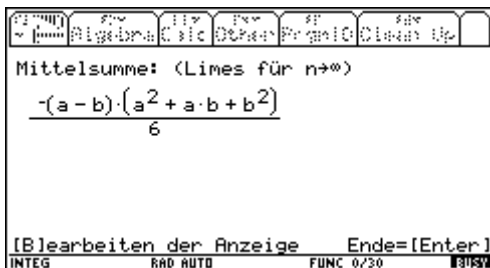 Algebra Calc Other PrgmIO Clean Up
Mittelsumme: (Limes für n→∞)
-(a-b)·(a²+a·b+b²)
6
[B]earbeiten der Anzeige Ende=[Enter]
INTEG RAD AUTO FUNC 0/30 BUSY